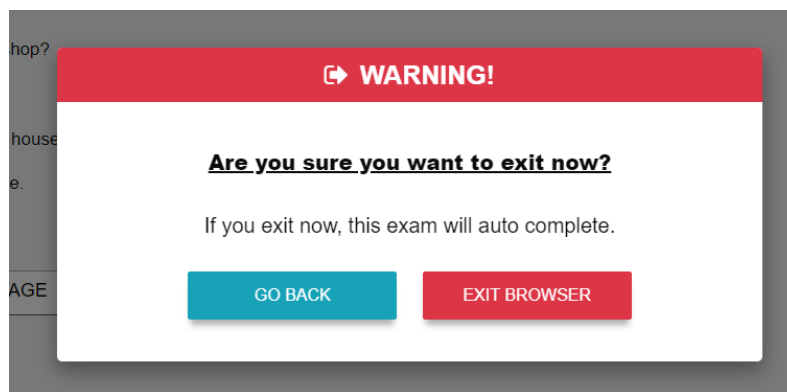 shop?
WARNING!
house
Are you sure you want to exit now?
e.
If you exit now, this exam will auto complete.
AGE
GO BACK
EXIT BROWSER